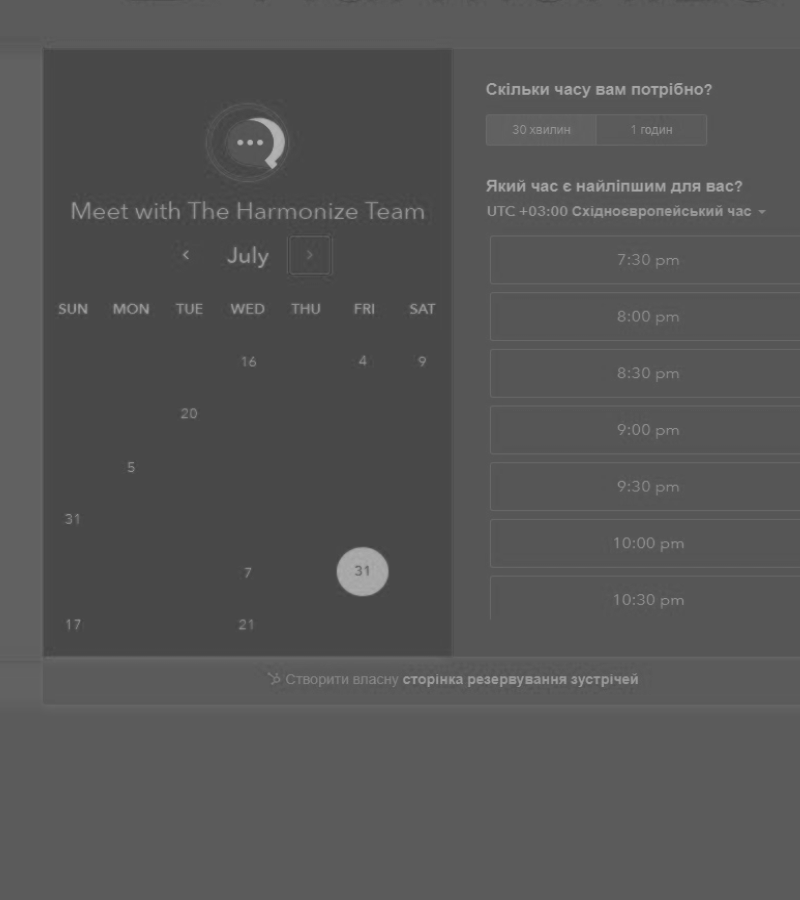 Meet with The Harmonize Team
July
SUN MON TUE WED THU FRI SAT
16 4 9
20
5
31
7 31
17 21
Скільки часу вам потрібно?
30 хвилин 1 годин
Який час є найліпшим для вас?
UTC +03:00 Східноєвропейський час
7:30 pm
8:00 pm
8:30 pm
9:00 pm
9:30 pm
10:00 pm
10:30 pm
Створити власну сторінка резервування зустрічей